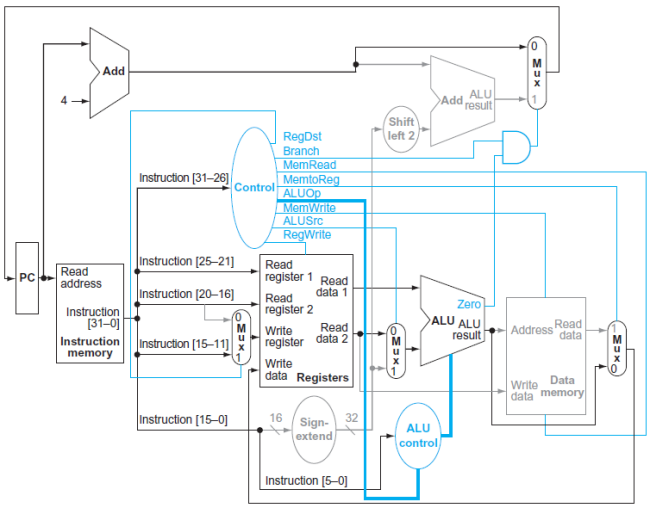 0
M
u
x
1
Add
4
Add ALU
result
Shift
left 2
RegDst
Branch
MemRead
MemtoReg
ALUOp
MemWrite
ALUSrc
RegWrite
Instruction [31–26]
Control
PC
Read
address
Instruction
[31–0]
Instruction
memory
Instruction [25–21]
Instruction [20–16]
Instruction [15–11]
0
M
u
x
1
Read
register 1
Read
data 1
Read
register 2
Write
register
Read
data 2
Write
data
Registers
0
M
u
x
1
Zero
ALU ALU
result
Address
Read
data
Write
data
Data
memory
1
M
u
x
0
Instruction [15–0]
16
Sign-
extend
32
ALU
control
Instruction [5–0]